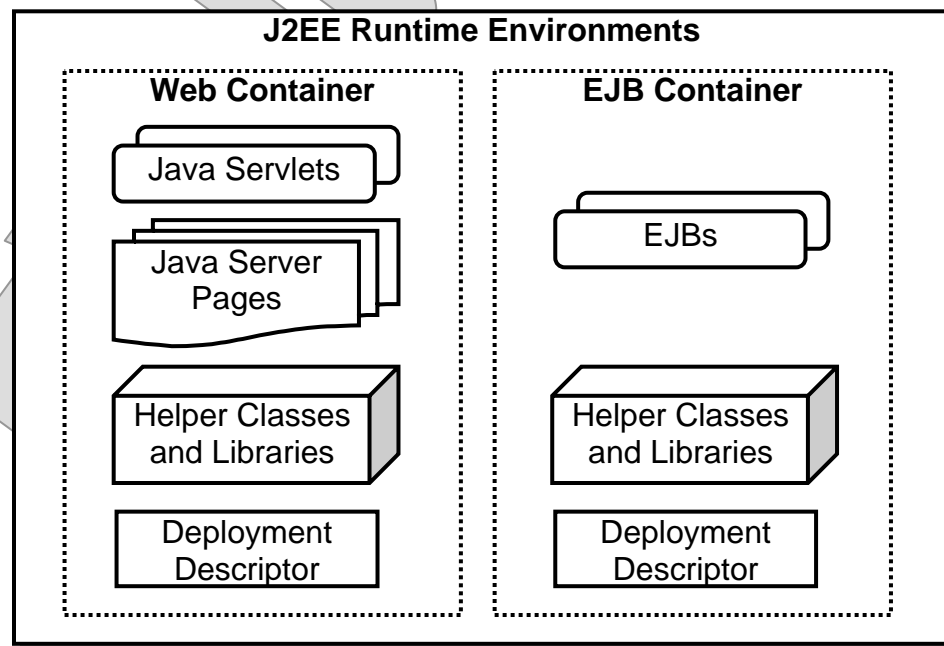 J2EE Runtime Environments
Web Container
Java Servlets
Java Server
Pages
Helper Classes
and Libraries
Deployment
Descriptor
EJB Container
EJBs
Helper Classes
and Libraries
Deployment
Descriptor